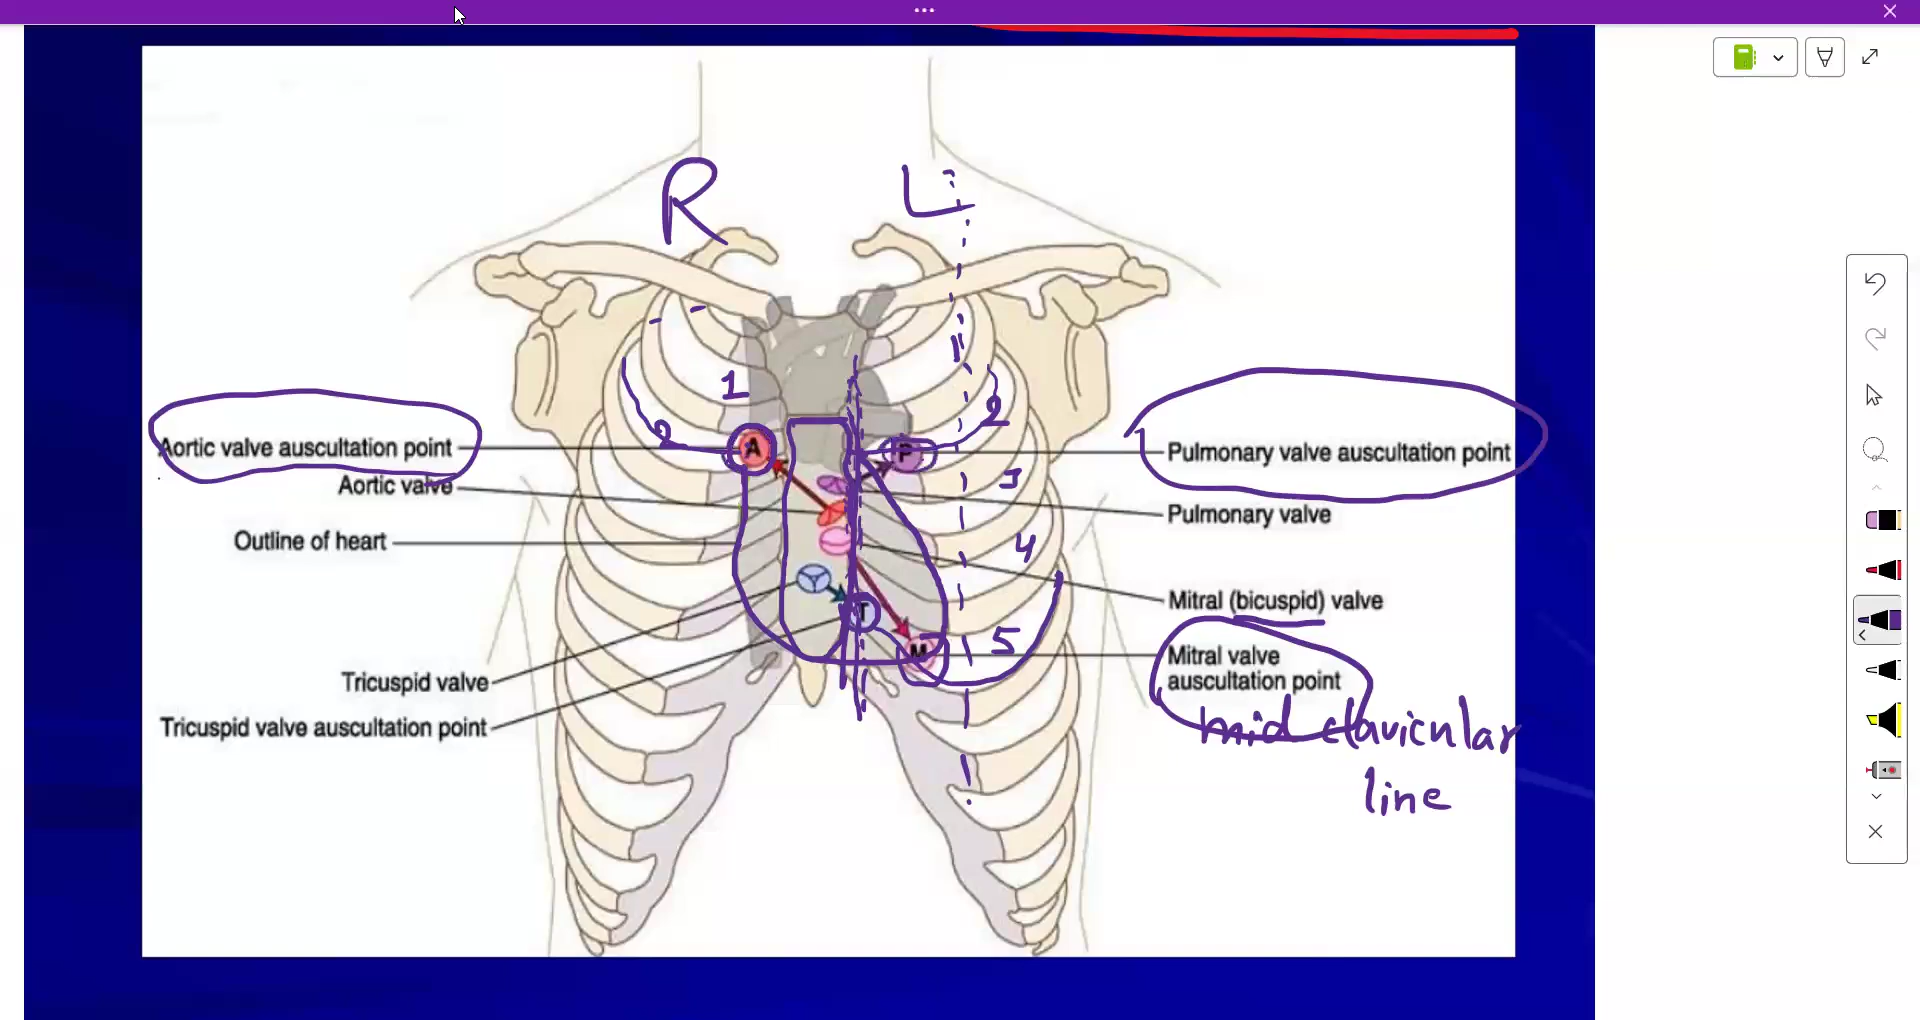 R
L
1
2
2
A
P
Aortic valve auscultation point
Pulmonary valve auscultation point
Aortic valve
3
Pulmonary valve
Outline of heart
4
Mitral (bicuspid) valve
T
5
M
Mitral valve
auscultation point
Tricuspid valve
Tricuspid valve auscultation point
mid clavicular
line